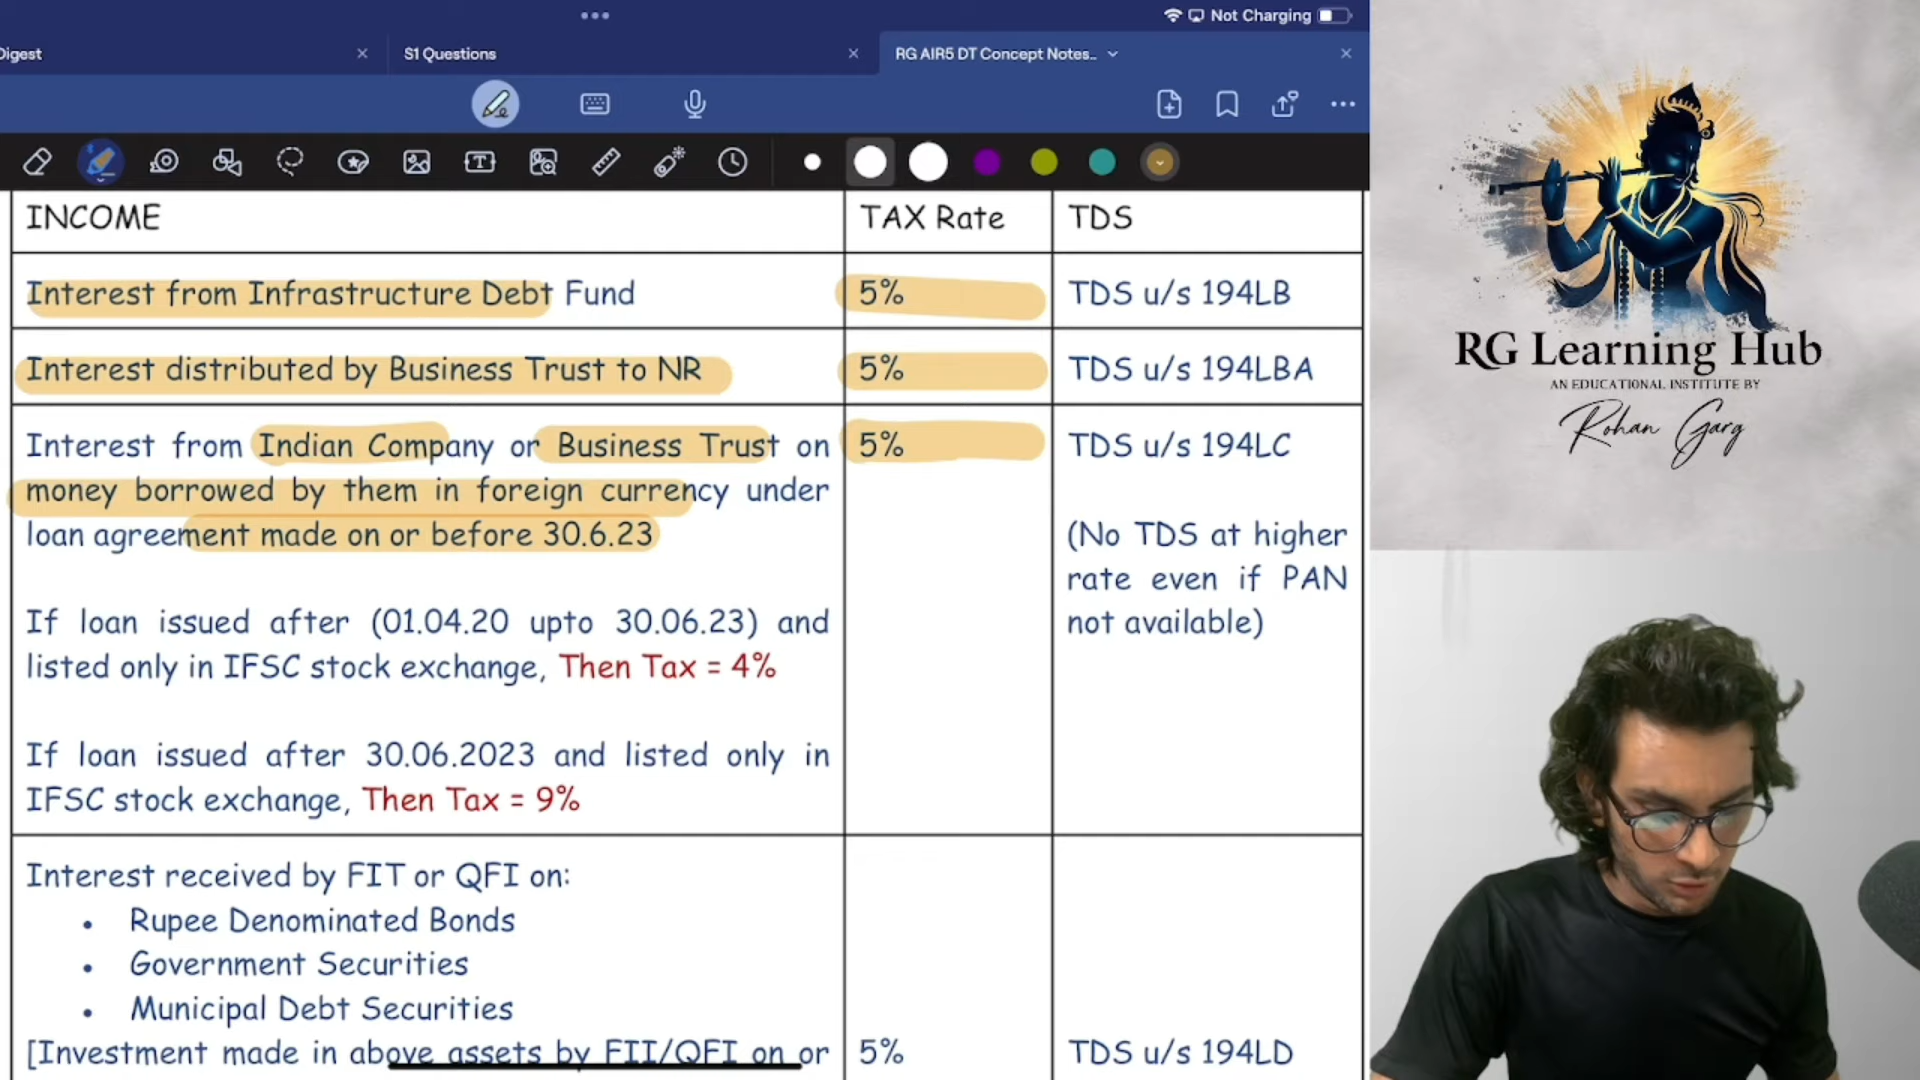 Not Charging
Digest
S1 Questions
RG AIR5 DT Concept Notes..
INCOME
TAX Rate
TDS
Interest from Infrastructure Debt Fund
5%
TDS u/s 194LB
Interest distributed by Business Trust to NR
5%
TDS u/s 194LBA
Interest from Indian Company or Business Trust on
money borrowed by them in foreign currency under
loan agreement made on or before 30.6.23
If loan issued after (01.04.20 upto 30.06.23) and
listed only in IFSC stock exchange, Then Tax = 4%
If loan issued after 30.06.2023 and listed only in
IFSC stock exchange, Then Tax = 9%
5%
TDS u/s 194LC
(No TDS at higher
rate even if PAN
not available)
Interest received by FIT or QFI on:
• Rupee Denominated Bonds
• Government Securities
• Municipal Debt Securities
[Investment made in above assets by FII/QFI on or
5%
TDS u/s 194LD
RG Learning Hub
AN EDUCATIONAL INSTITUTE BY
Rohan Garg